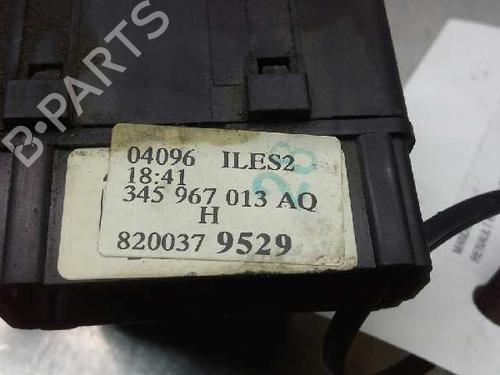 B-PARTS
04096 ILES2
18:41
345 967 013 AQ
H
820037 9529